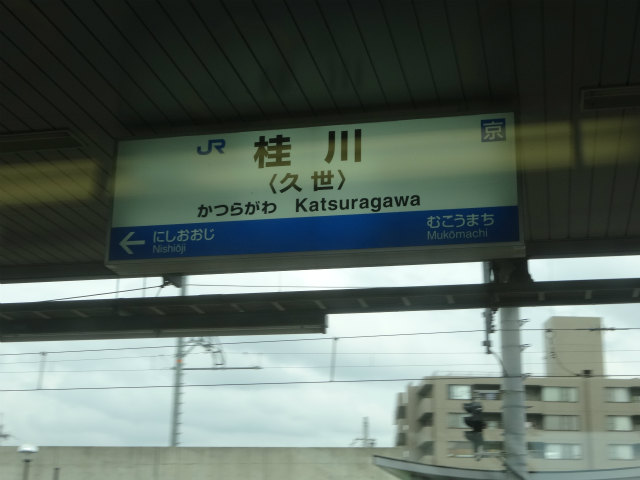 JR 桂川 京
〈久世〉
かつらがわ Katsuragawa
← にしおおじ むこうまち
Nishiōji Mukōmachi